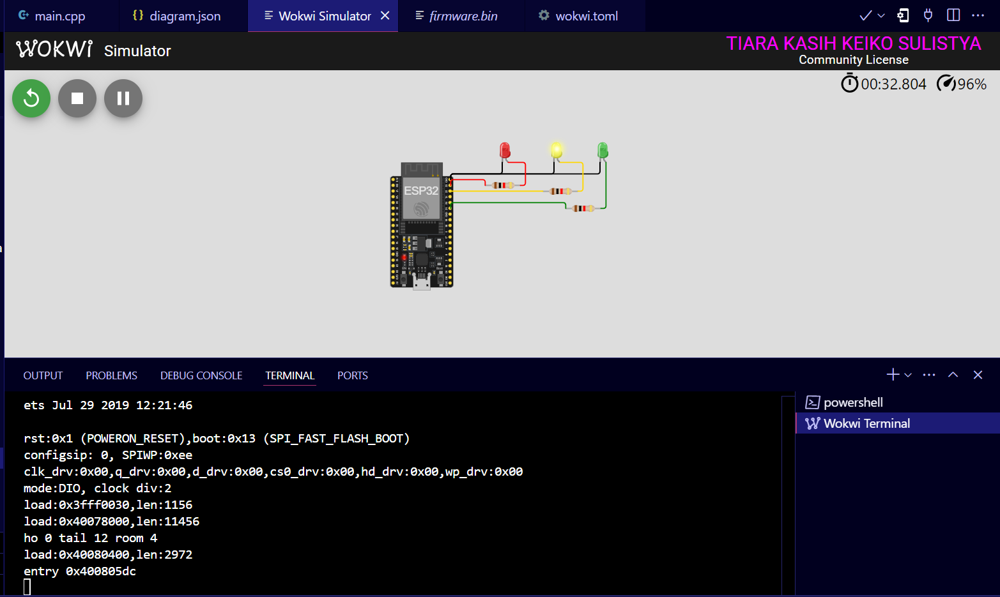 main.cpp
diagram.json
Wokwi Simulator
firmware.bin
wokwi.toml
WOKWi Simulator
TIARA KASIH KEIKO SULISTYA
Community License
00:32.804 96%
ESP32
OUTPUT PROBLEMS DEBUG CONSOLE TERMINAL PORTS
ets Jul 29 2019 12:21:46
rst:0x1 (POWERON_RESET),boot:0x13 (SPI_FAST_FLASH_BOOT)
configsip: 0, SPIWP:0xee
clk_drv:0x00,q_drv:0x00,d_drv:0x00,cs0_drv:0x00,hd_drv:0x00,wp_drv:0x00
mode:DIO, clock div:2
load:0x3fff0030,len:1156
load:0x40078000,len:11456
ho 0 tail 12 room 4
load:0x40080400,len:2972
entry 0x400805dc
powershell
Wokwi Terminal